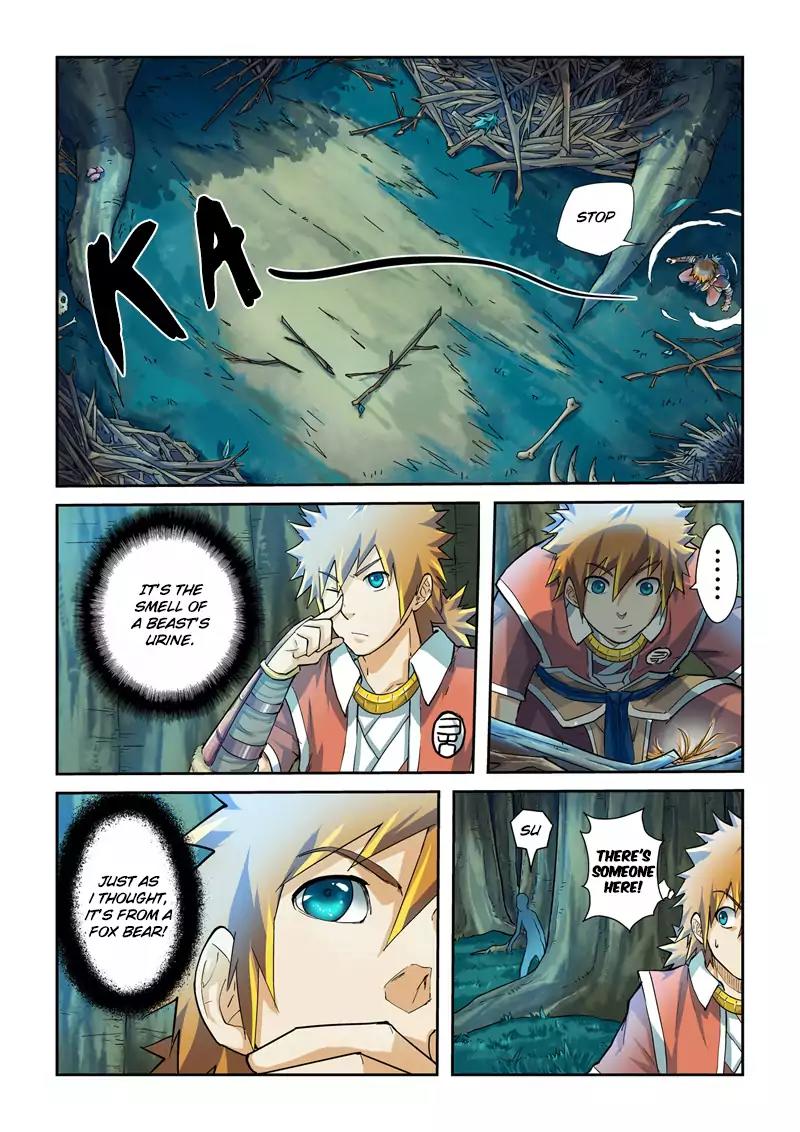 KA
STOP
IT'S THE
SMELL OF
A BEAST'S
URINE.
......
JUST AS
I THOUGHT,
IT'S FROM A
FOX BEAR!
SU
THERE'S
SOMEONE
HERE!